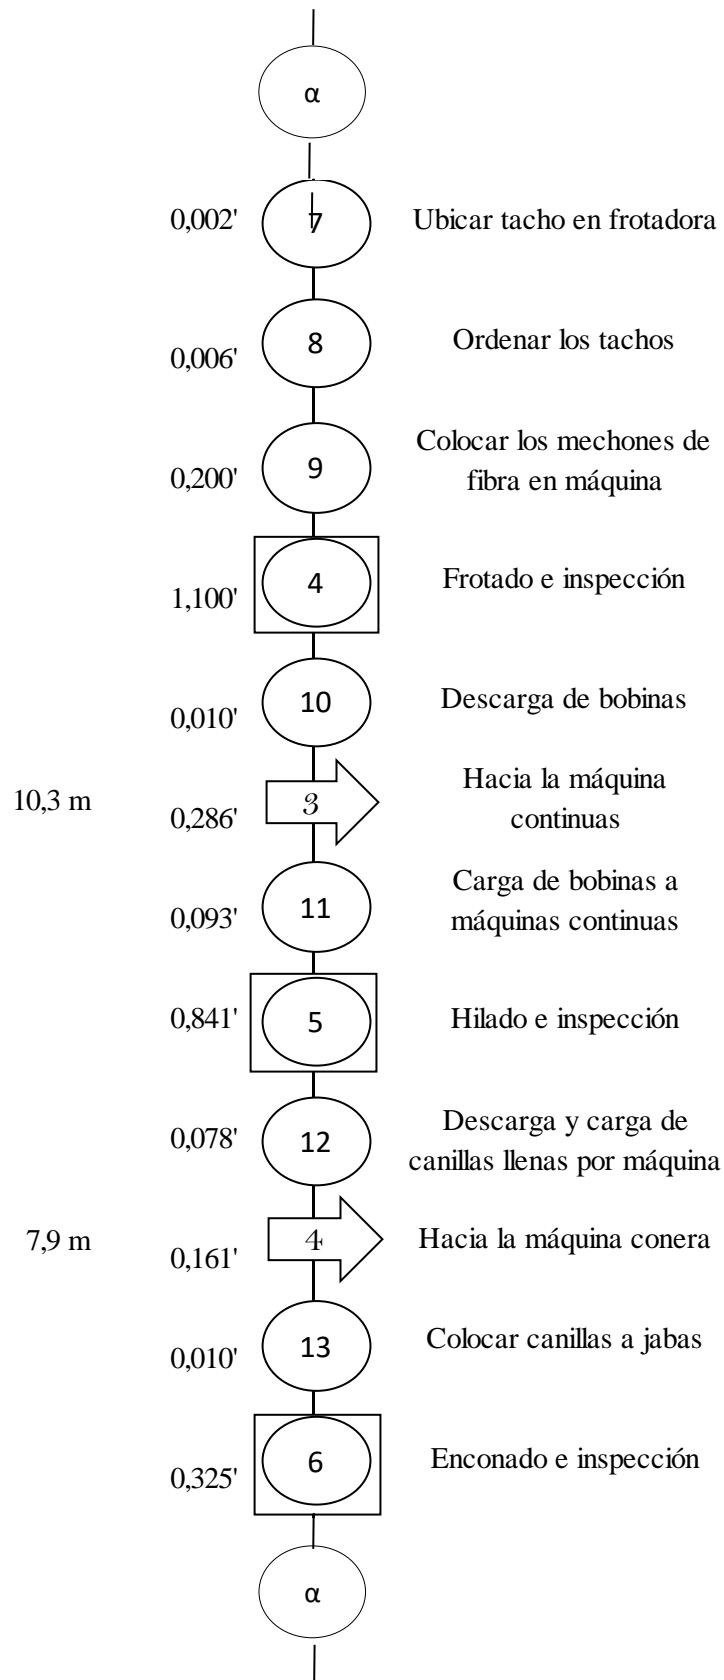 α
0,002' 7 Ubicar tacho en frotadora
0,006' 8 Ordenar los tachos
0,200' 9 Colocar los mechones de
fibra en máquina
1,100' 4 Frotado e inspección
0,010' 10 Descarga de bobinas
10,3 m 0,286' 3 Hacia la máquina
continuas
0,093' 11 Carga de bobinas a
máquinas continuas
0,841' 5 Hilado e inspección
0,078' 12 Descarga y carga de
canillas llenas por máquina
7,9 m 0,161' 4 Hacia la máquina conera
0,010' 13 Colocar canillas a jabas
0,325' 6 Enconado e inspección
α